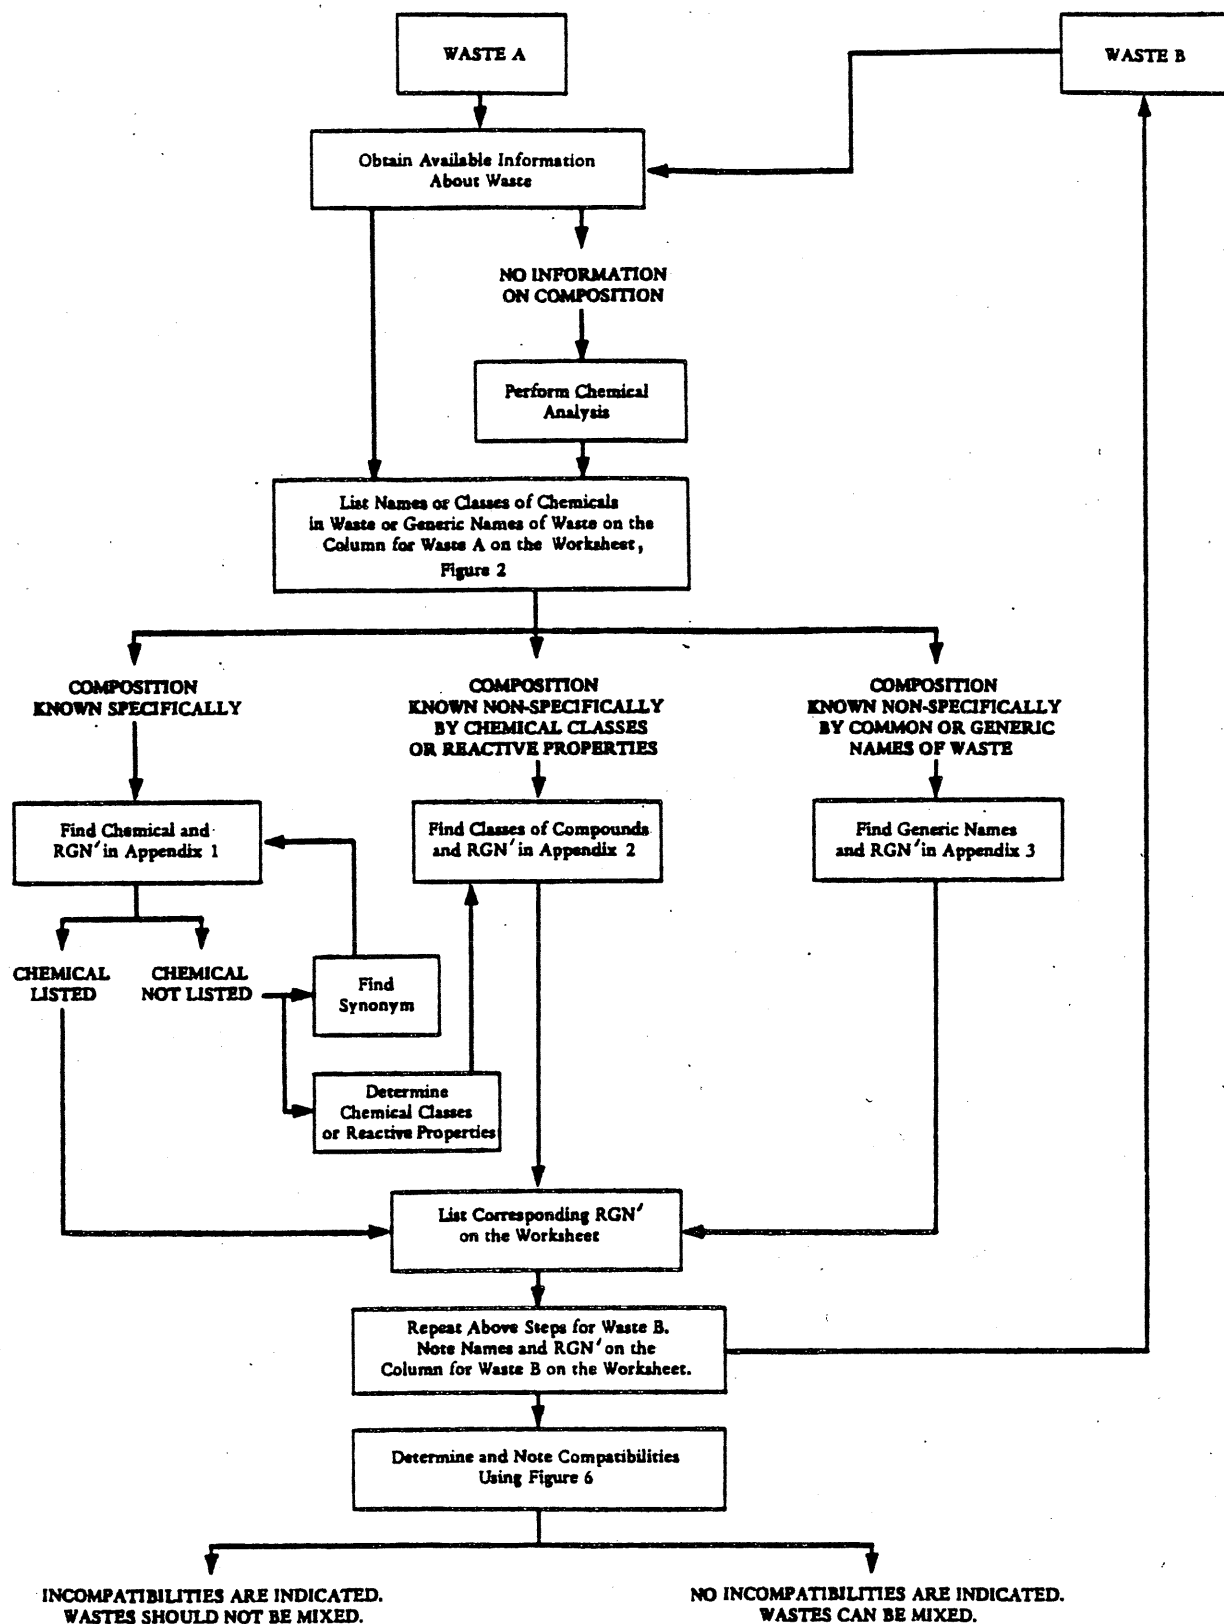 WASTE A
WASTE B
Obtain Available Information
About Waste
NO INFORMATION
ON COMPOSITION
Perform Chemical
Analysis
List Names or Classes of Chemicals
in Waste or Generic Names of Waste on the
Column for Waste A on the Worksheet,
Figure 2
COMPOSITION
KNOWN SPECIFICALLY
COMPOSITION
KNOWN NON-SPECIFICALLY
BY CHEMICAL CLASSES
OR REACTIVE PROPERTIES
COMPOSITION
KNOWN NON-SPECIFICALLY
BY COMMON OR GENERIC
NAMES OF WASTE
Find Chemical and
RGN′ in Appendix 1
Find Classes of Compounds
and RGN′ in Appendix 2
Find Generic Names
and RGN′ in Appendix 3
CHEMICAL
LISTED
CHEMICAL
NOT LISTED
Find
Synonym
Determine
Chemical Classes
or Reactive Properties
List Corresponding RGN′
on the Worksheet
Repeat Above Steps for Waste B.
Note Names and RGN′ on the
Column for Waste B on the Worksheet.
Determine and Note Compatibilities
Using Figure 6
INCOMPATIBILITIES ARE INDICATED.
WASTES SHOULD NOT BE MIXED.
NO INCOMPATIBILITIES ARE INDICATED.
WASTES CAN BE MIXED.